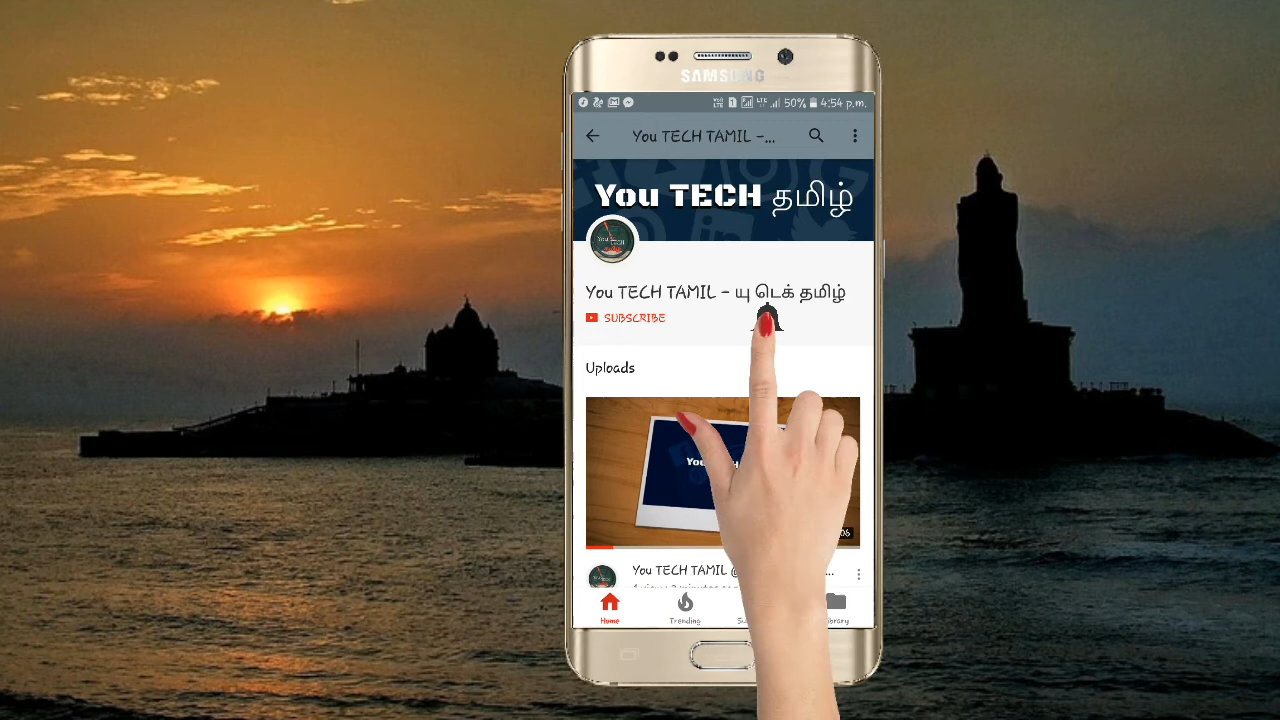 SAMSUNG
50% 4:54 p.m.
You TECH TAMIL -...
You TECH தமிழ்
You TECH TAMIL - யு டெக் தமிழ்
SUBSCRIBE
Uploads
You
You TECH TAMIL @
Home
Trending